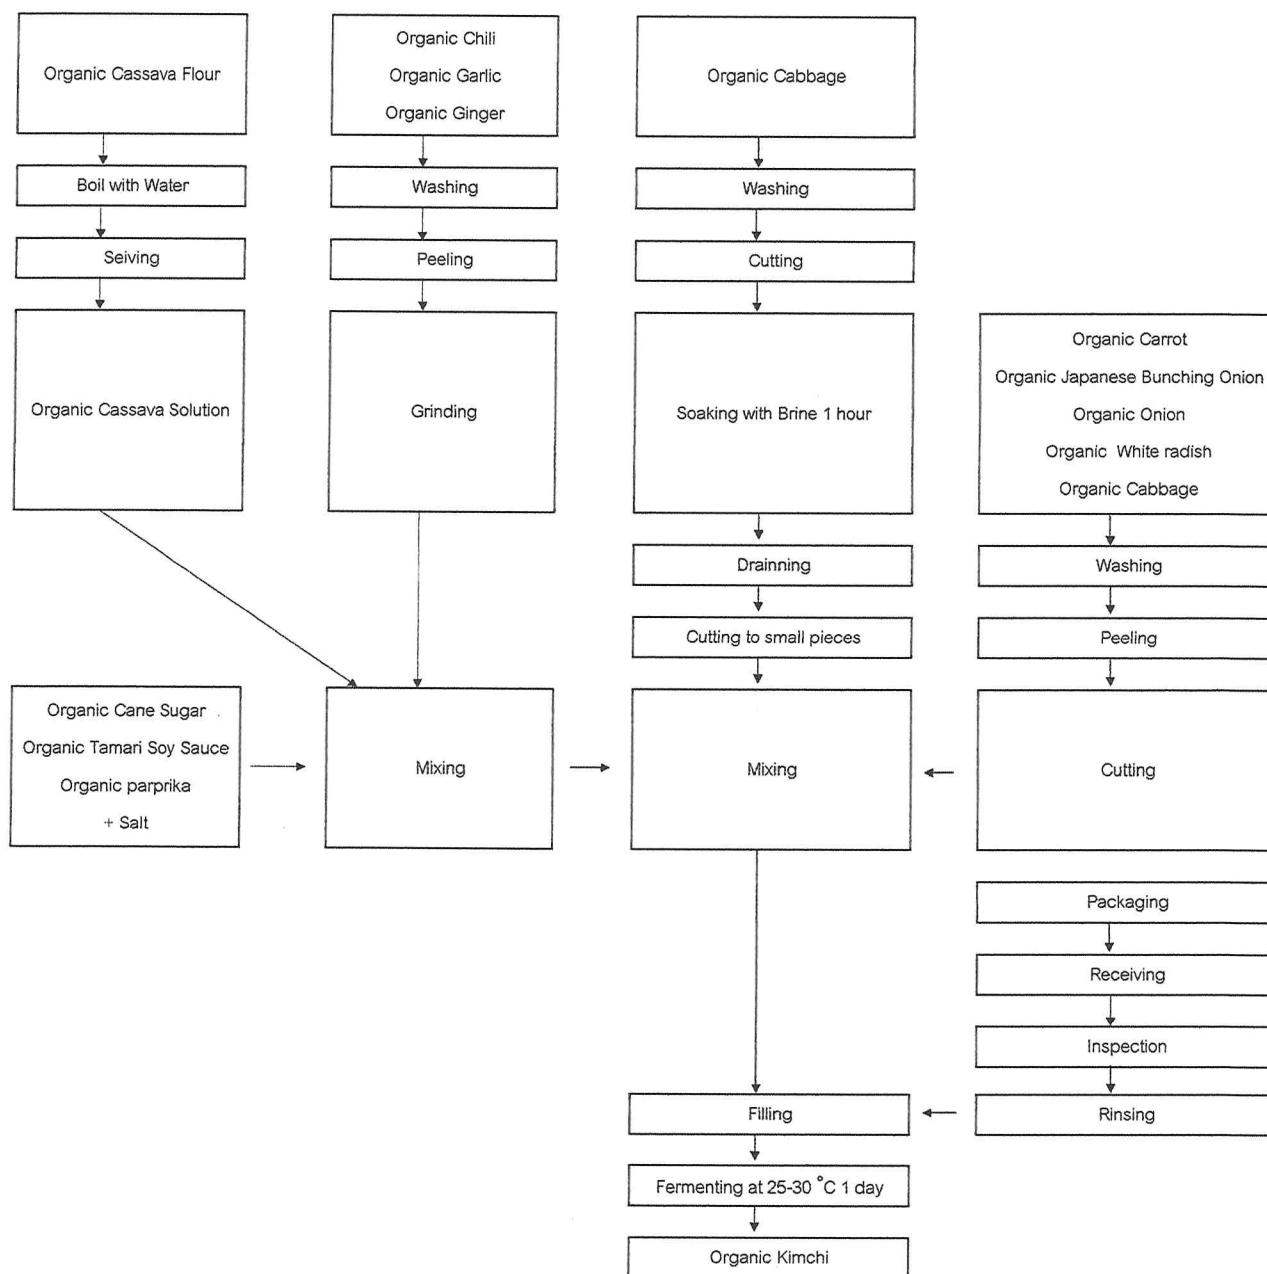 Organic Cassava Flour
Organic Chili
Organic Garlic
Organic Ginger
Organic Cabbage
Boil with Water
Washing
Washing
Seiving
Peeling
Cutting
Organic Cassava Solution
Grinding
Soaking with Brine 1 hour
Organic Carrot
Organic Japanese Bunching Onion
Organic Onion
Organic White radish
Organic Cabbage
Drainning
Washing
Cutting to small pieces
Peeling
Organic Cane Sugar
Organic Tamari Soy Sauce
Organic parprika
+ Salt
Mixing
Mixing
Cutting
Packaging
Receiving
Inspection
Filling
Rinsing
Fermenting at 25-30 °C 1 day
Organic Kimchi